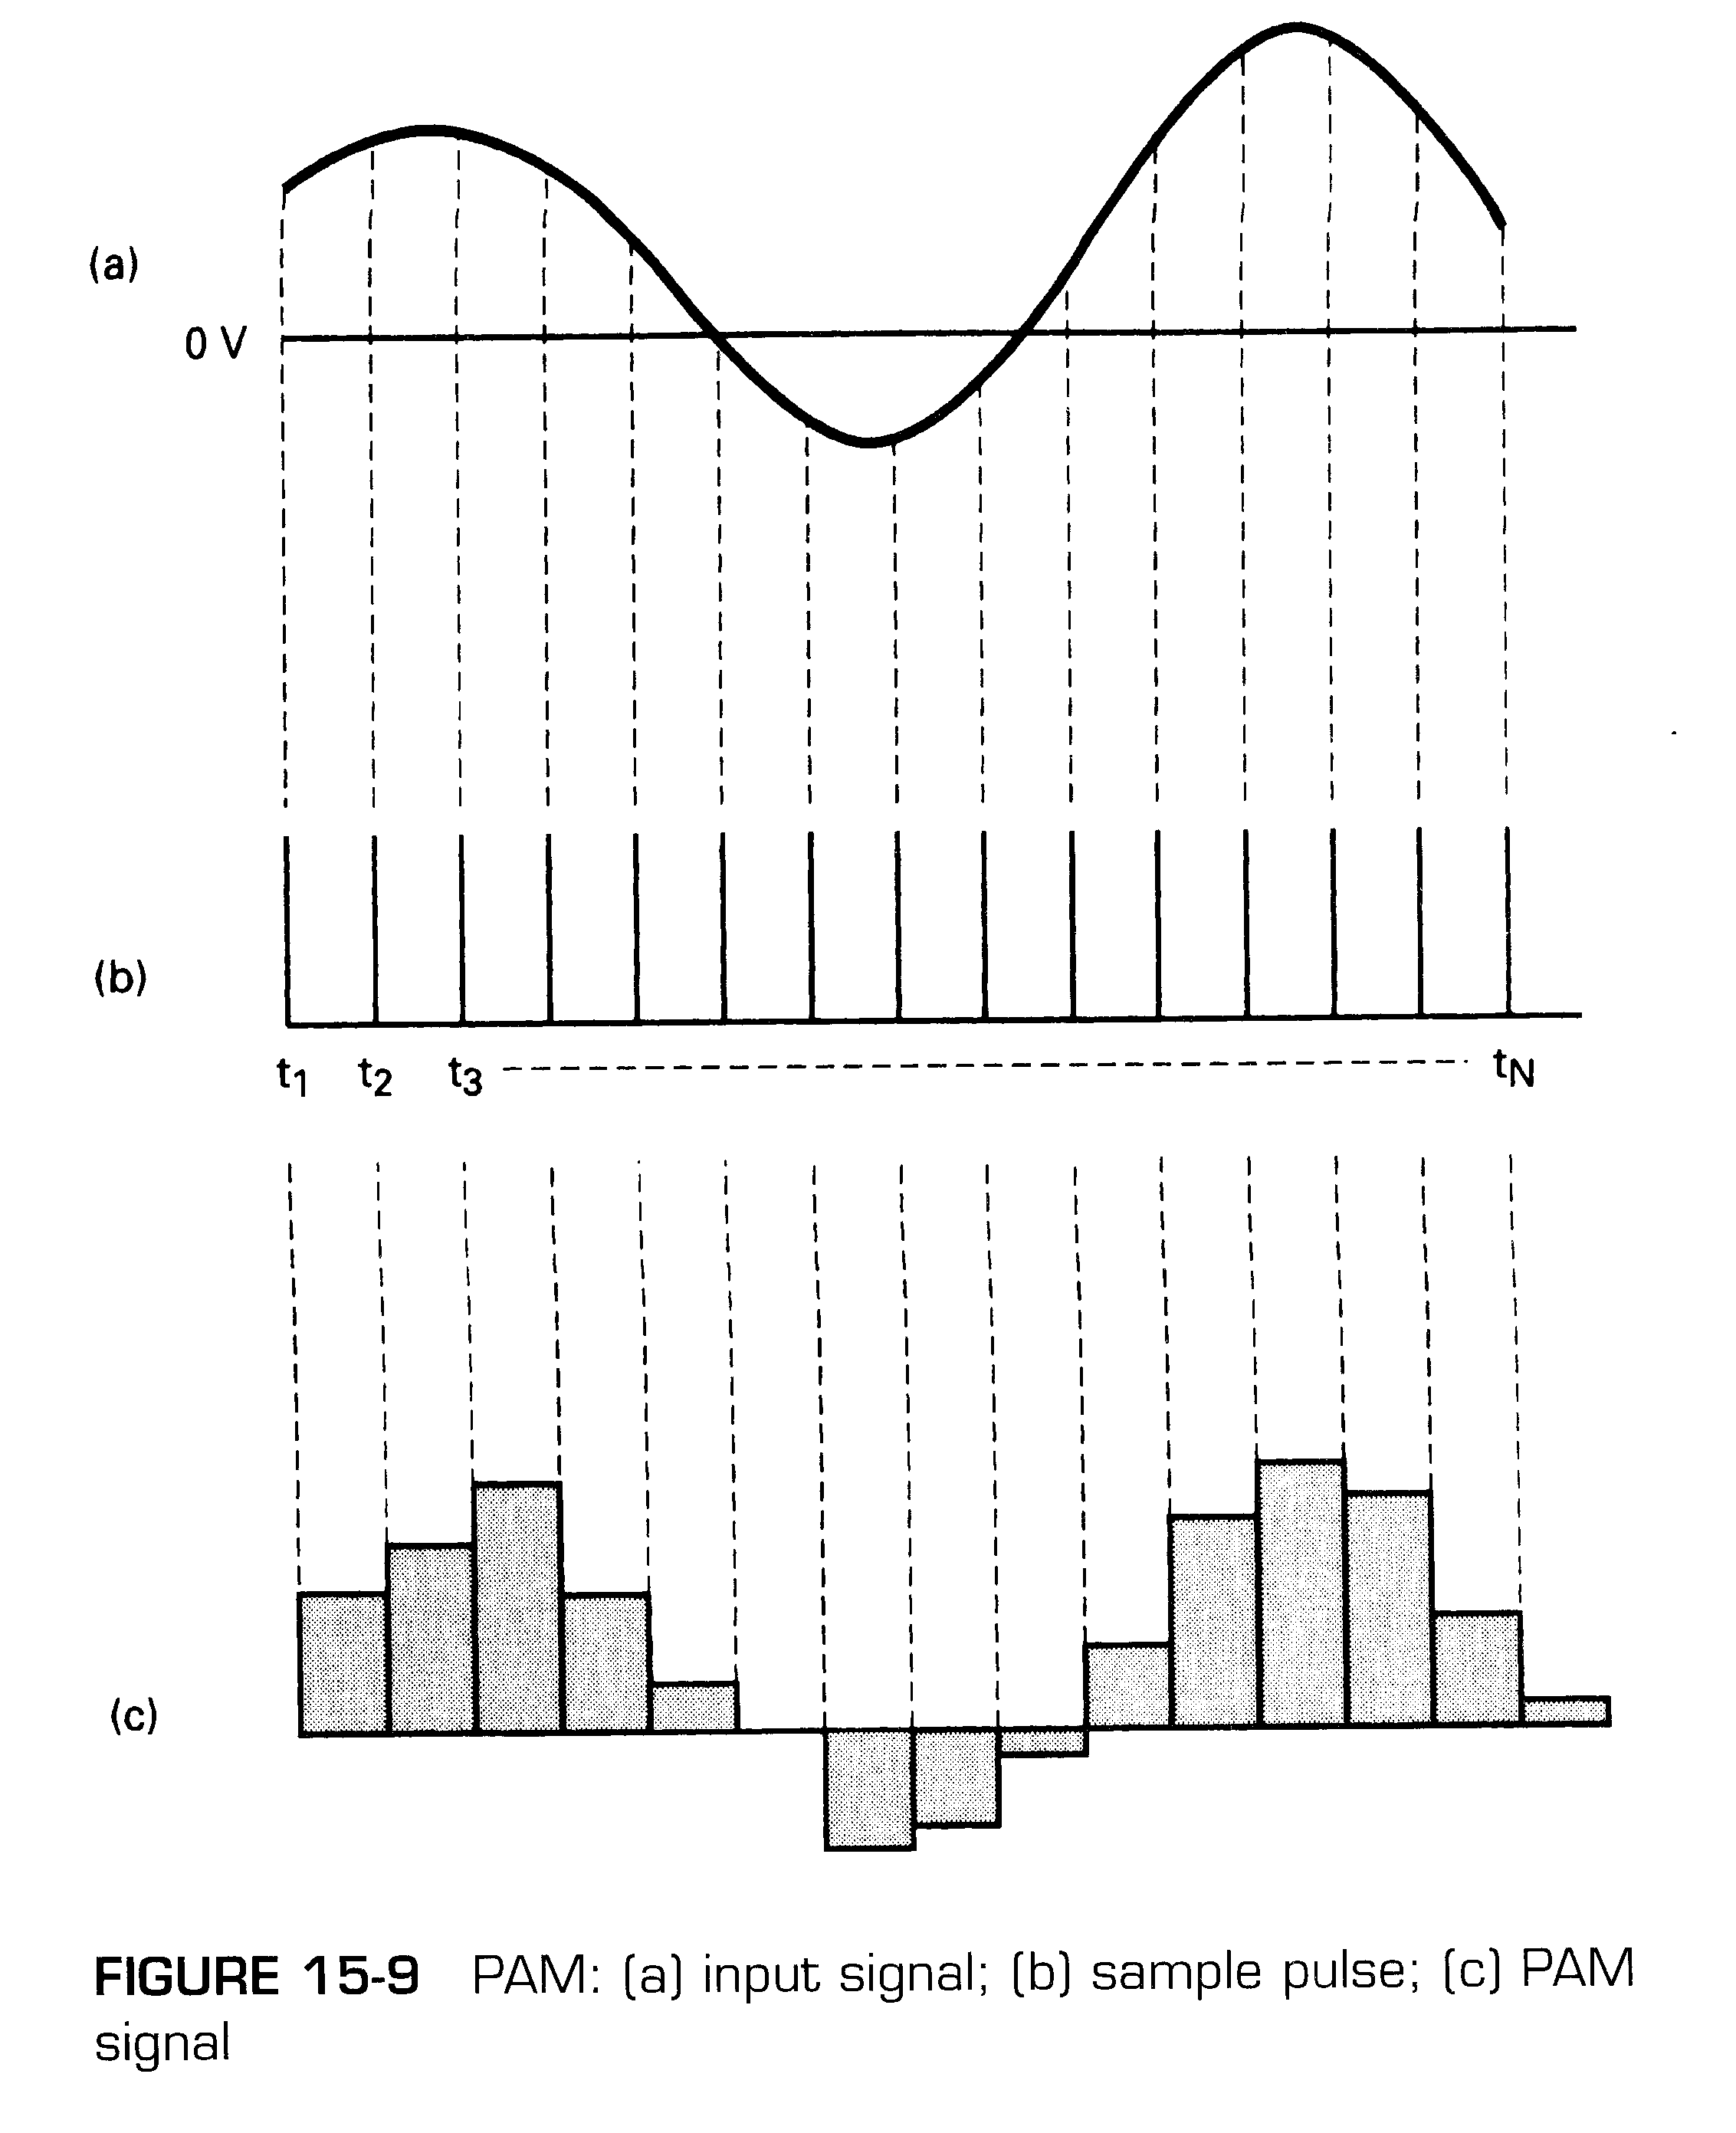 (a)
0 V
(b)
t1 t2 t3 tN
(c)
FIGURE 15-9 PAM: (a) input signal; (b) sample pulse; (c) PAM
signal